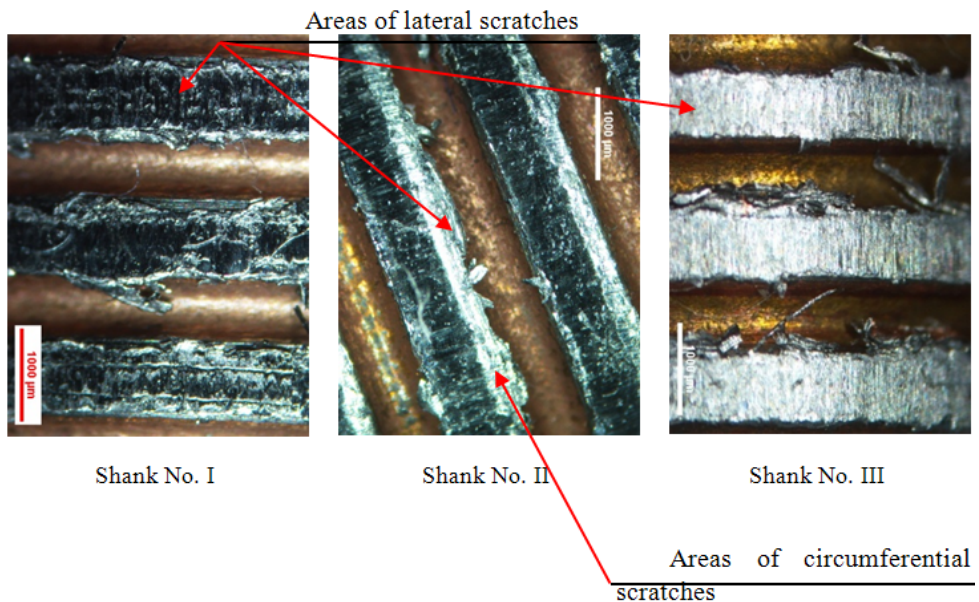 Areas of lateral scratches
1000 µm
1000 µm
1000 µm
Shank No. I
Shank No. II
Shank No. III
Areas of circumferential
scratches